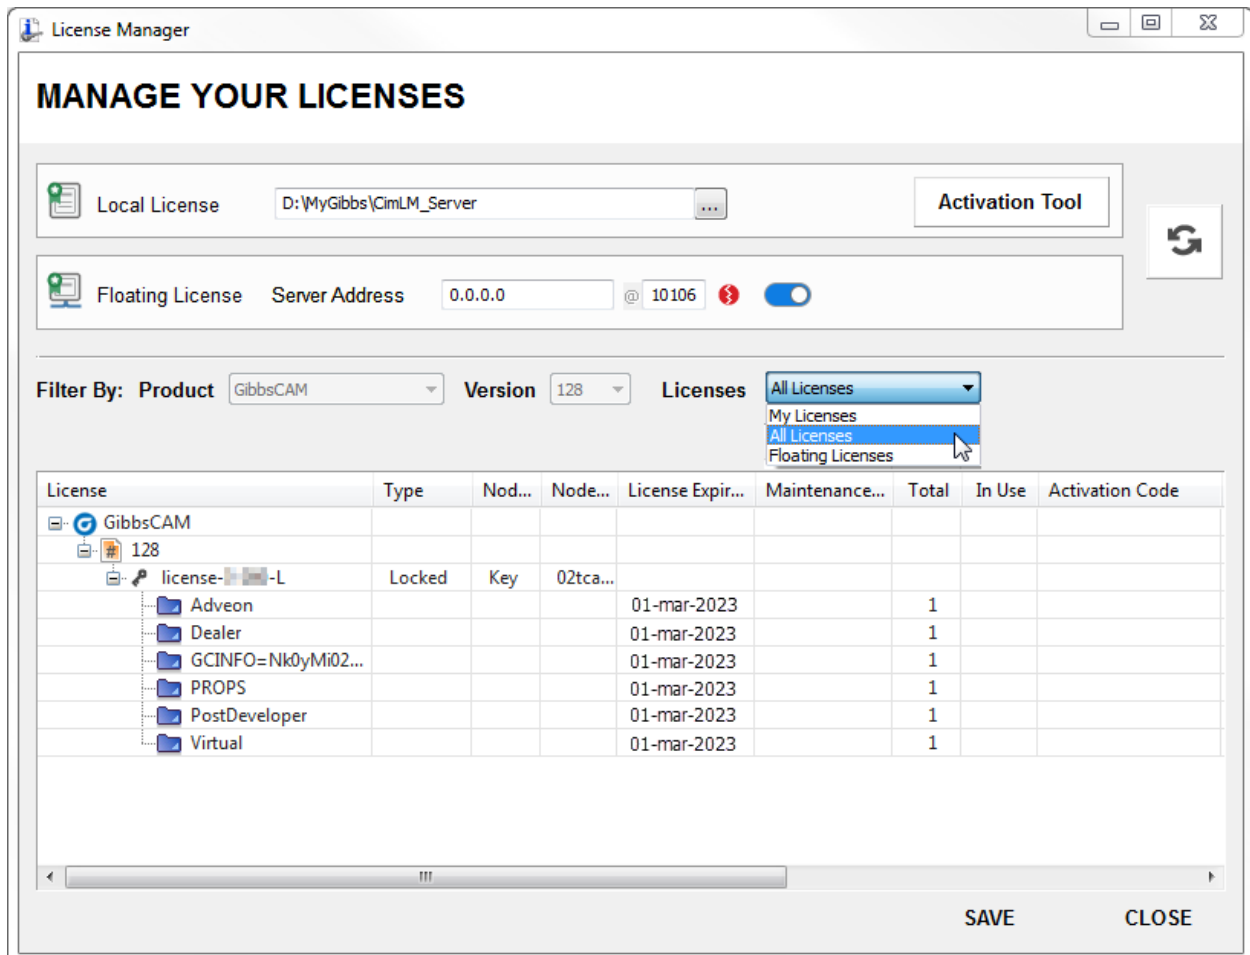 License Manager
MANAGE YOUR LICENSES
Local License D:\MyGibbs\CimLM_Server ... Activation Tool
Floating License Server Address 0.0.0.0 @ 10106
Filter By: Product GibbsCAM Version 128 Licenses All Licenses
My Licenses
All Licenses
Floating Licenses
License Type Nod... Node... License Expir... Maintenance... Total In Use Activation Code
GibbsCAM
# 128
license- -L Locked Key 02tca...
Adveon 01-mar-2023 1
Dealer 01-mar-2023 1
GCINFO=Nk0yMi02... 01-mar-2023 1
PROPS 01-mar-2023 1
PostDeveloper 01-mar-2023 1
Virtual 01-mar-2023 1
SAVE CLOSE